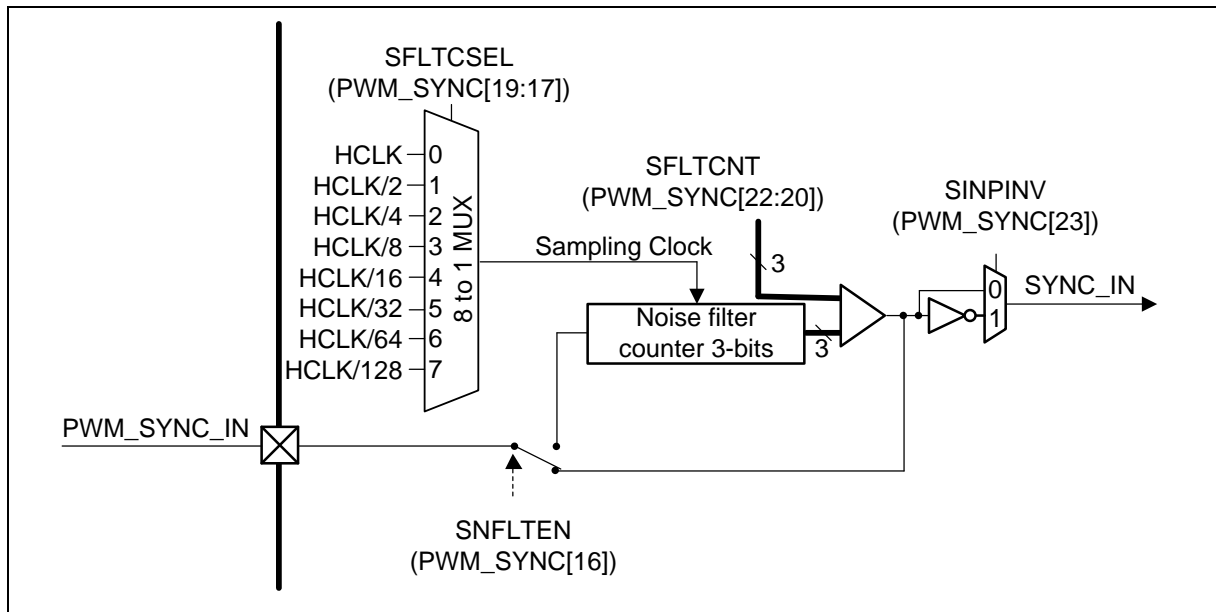 SFLTCSEL
(PWM_SYNC[19:17])
HCLK 0
HCLK/2 1
HCLK/4 2
HCLK/8 3
HCLK/16 4
HCLK/32 5
HCLK/64 6
HCLK/128 7
8 to 1 MUX
Sampling Clock
SFLTCNT
(PWM_SYNC[22:20])
3
Noise filter
counter 3-bits
3
SINPINV
(PWM_SYNC[23])
0
1
SYNC_IN
PWM_SYNC_IN
SNFLTEN
(PWM_SYNC[16])